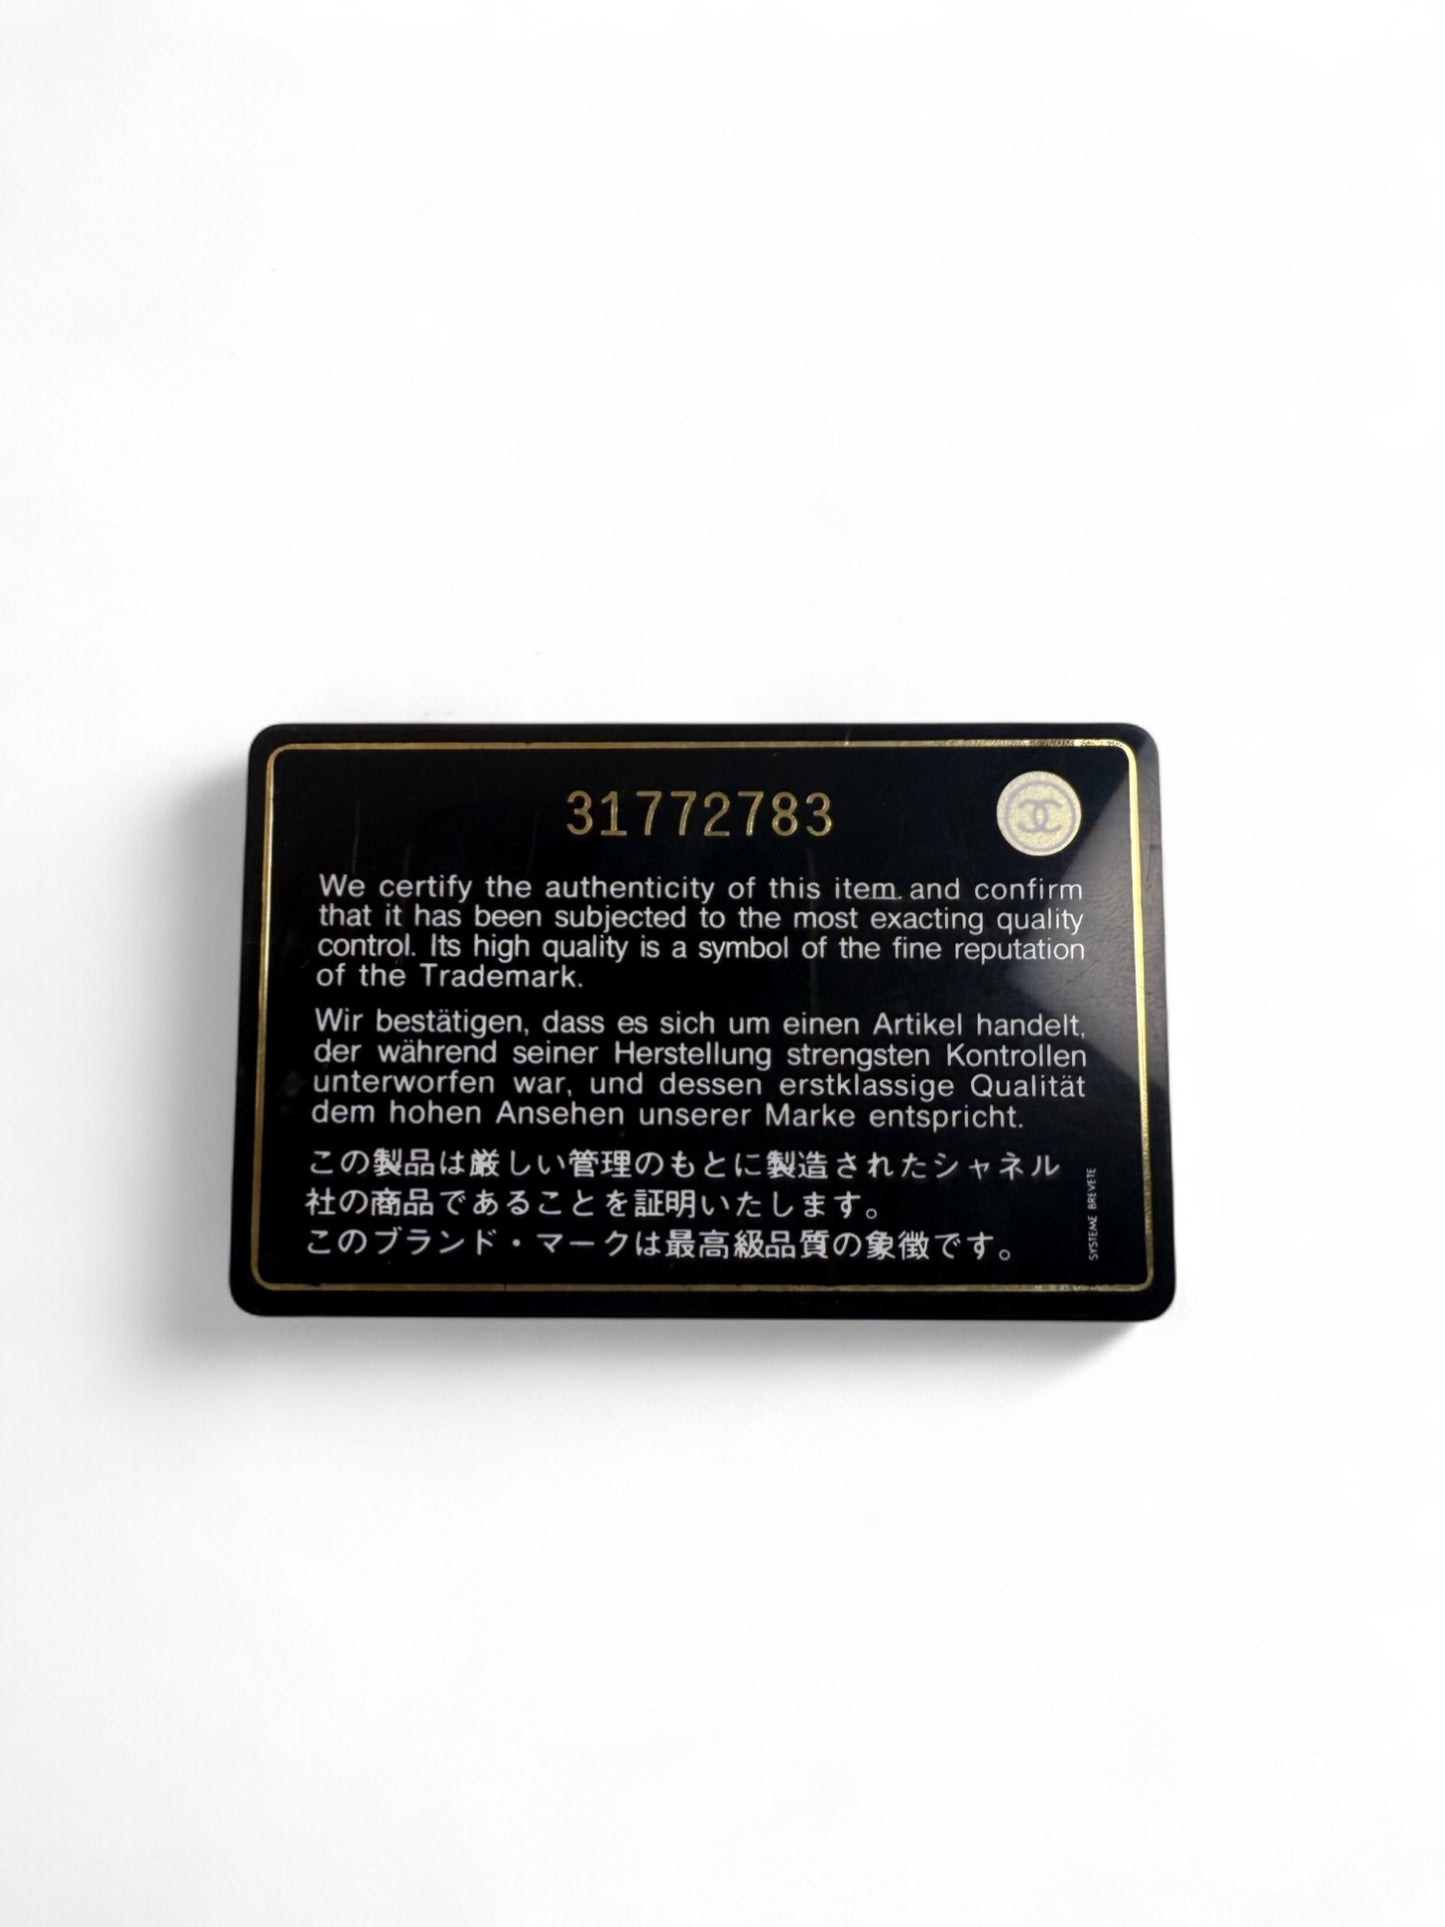 31772783
We certify the authenticity of this item and confirm
that it has been subjected to the most exacting quality
control. Its high quality is a symbol of the fine reputation
of the Trademark.
Wir bestätigen, dass es sich um einen Artikel handelt,
der während seiner Herstellung strengsten Kontrollen
unterworfen war, und dessen erstklassige Qualität
dem hohen Ansehen unserer Marke entspricht.
この製品は厳しい管理のもとに製造されたシャネル
社の商品であることを証明いたします。
このブランド・マークは最高級品質の象徴です。
SYSTEME BREVETE